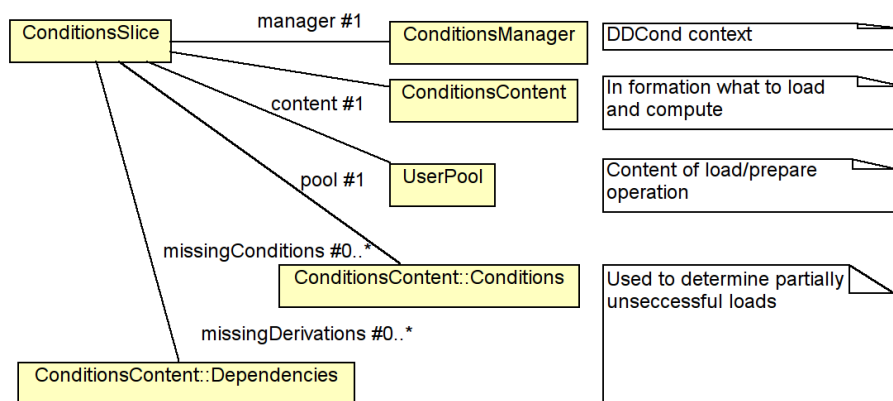 manager #1
ConditionsSlice
ConditionsManager
DDCond context
ConditionsContent
In formation what to load
and compute
content #1
UserPool
Content of load/prepare
operation
pool #1
missingConditions #0..*
ConditionsContent::Conditions
Used to determine partially
unseccessful loads
missingDerivations #0..*
ConditionsContent::Dependencies